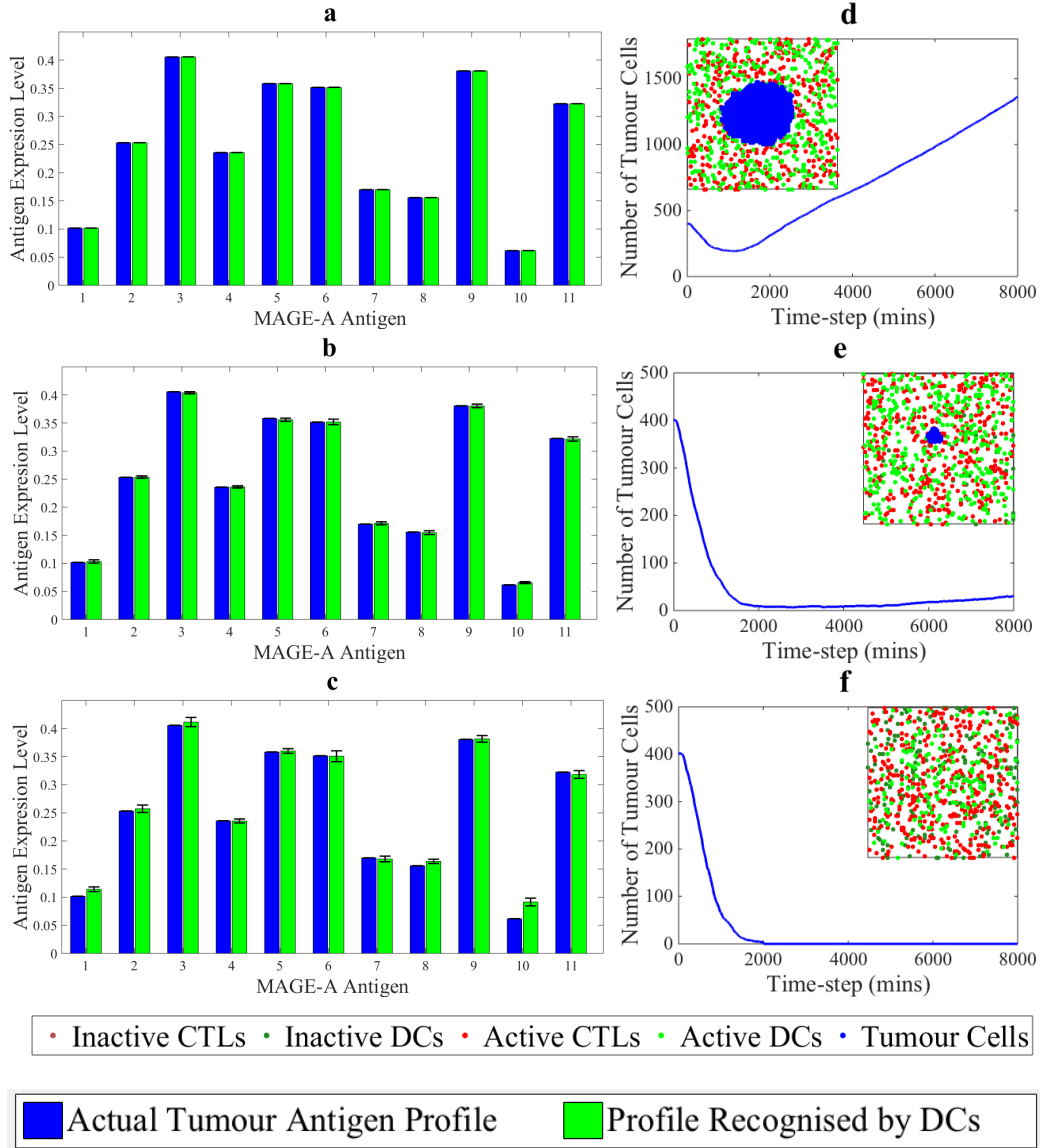 a
Antigen Expresion Level
0.4
0.35
0.3
0.25
0.2
0.15
0.1
0.05
0
1 2 3 4 5 6 7 8 9 10 11
MAGE-A Antigen
d
Number of Tumour Cells
1500
1000
500
0
0 2000 4000 6000 8000
Time-step (mins)
b
Antigen Expresion Level
0.4
0.35
0.3
0.25
0.2
0.15
0.1
0.05
0
1 2 3 4 5 6 7 8 9 10 11
MAGE-A Antigen
e
Number of Tumour Cells
500
400
300
200
100
0
0 2000 4000 6000 8000
Time-step (mins)
c
Antigen Expresion Level
0.4
0.35
0.3
0.25
0.2
0.15
0.1
0.05
0
1 2 3 4 5 6 7 8 9 10 11
MAGE-A Antigen
f
Number of Tumour Cells
500
400
300
200
100
0
0 2000 4000 6000 8000
Time-step (mins)
Inactive CTLs Inactive DCs Active CTLs Active DCs Tumour Cells
Actual Tumour Antigen Profile Profile Recognised by DCs